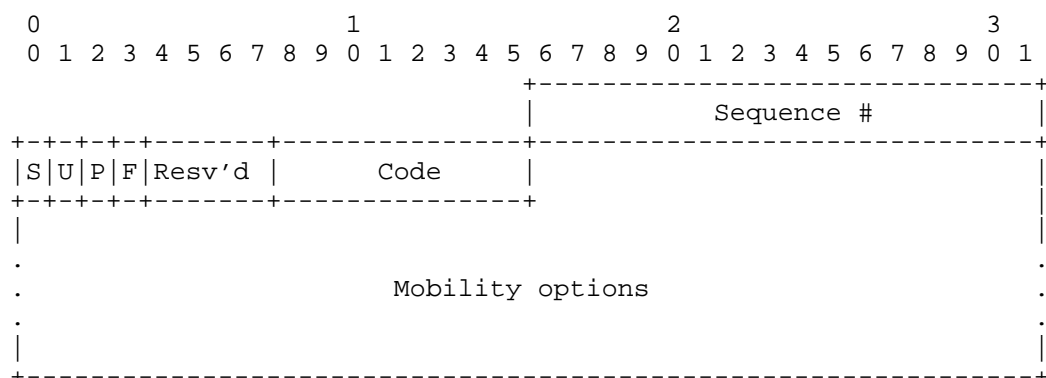 0                   1                   2                   3
0 1 2 3 4 5 6 7 8 9 0 1 2 3 4 5 6 7 8 9 0 1 2 3 4 5 6 7 8 9 0 1
Sequence #
|S|U|P|F|Resv'd | Code |
Mobility options